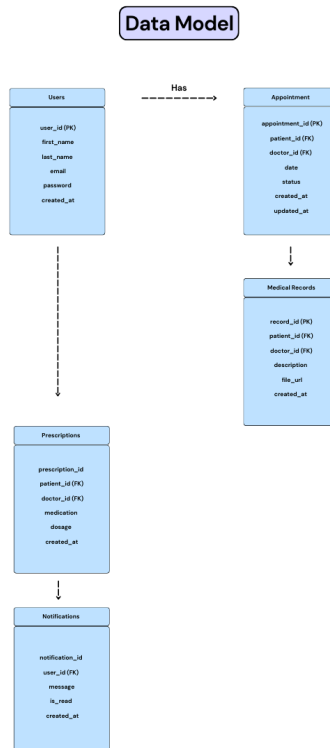 Data Model
Has
Users
user_id (PK)
first_name
last_name
email
password
created_at
Appointment
appointment_id (PK)
patient_id (FK)
doctor_id (FK)
date
status
created_at
updated_at
Medical Records
record_id (PK)
patient_id (FK)
doctor_id (FK)
description
file_url
created_at
Prescriptions
prescription_id
patient_id (FK)
doctor_id (FK)
medication
dosage
created_at
Notifications
notification_id
user_id (FK)
message
is_read
created_at